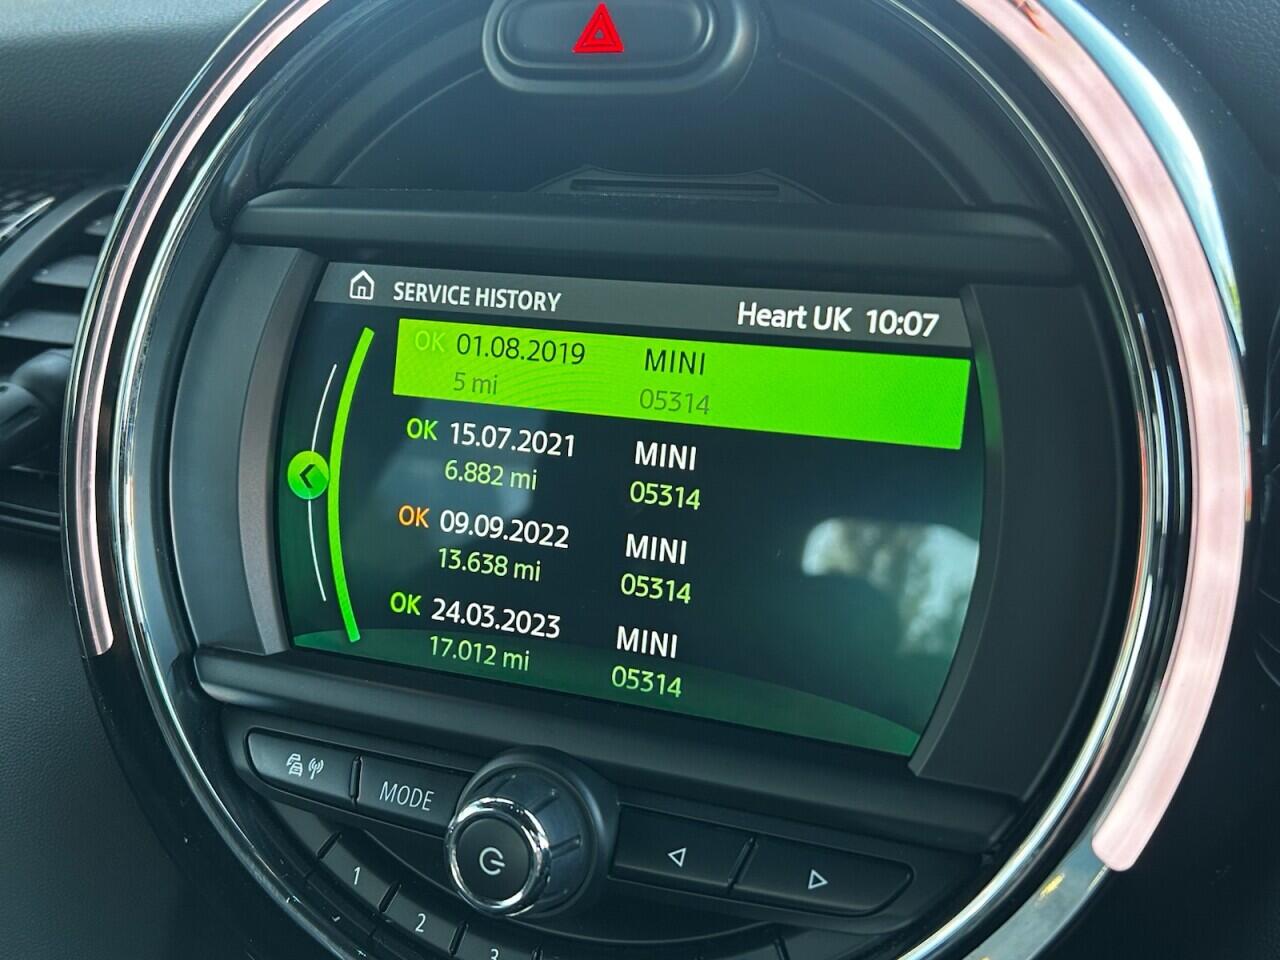 SERVICE HISTORY Heart UK 10:07
OK 01.08.2019 MINI
5 mi 05314
OK 15.07.2021 MINI
6.882 mi 05314
OK 09.09.2022 MINI
13.638 mi 05314
OK 24.03.2023 MINI
17.012 mi 05314
MODE
1
2
3